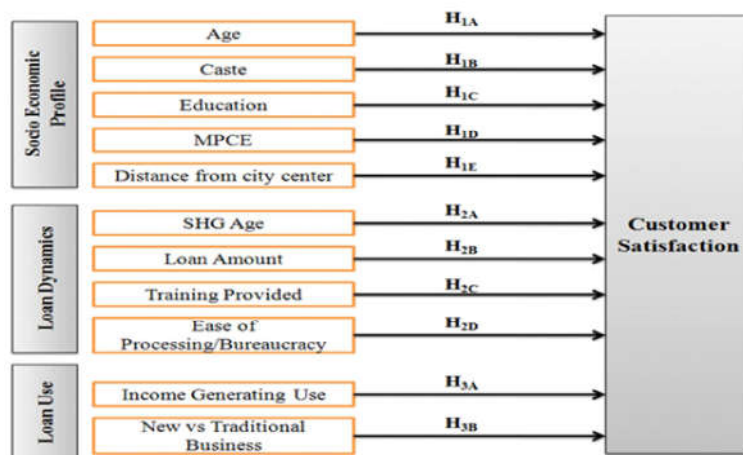 Socio Economic
Profile
Age
H1A
Caste
H1B
Education
H1C
MPCE
H1D
Distance from city center
H1E
Loan Dynamics
SHG Age
H2A
Loan Amount
H2B
Training Provided
H2C
Ease of
Processing/Bureaucracy
H2D
Loan Use
Income Generating Use
H3A
New vs Traditional
Business
H3B
Customer
Satisfaction